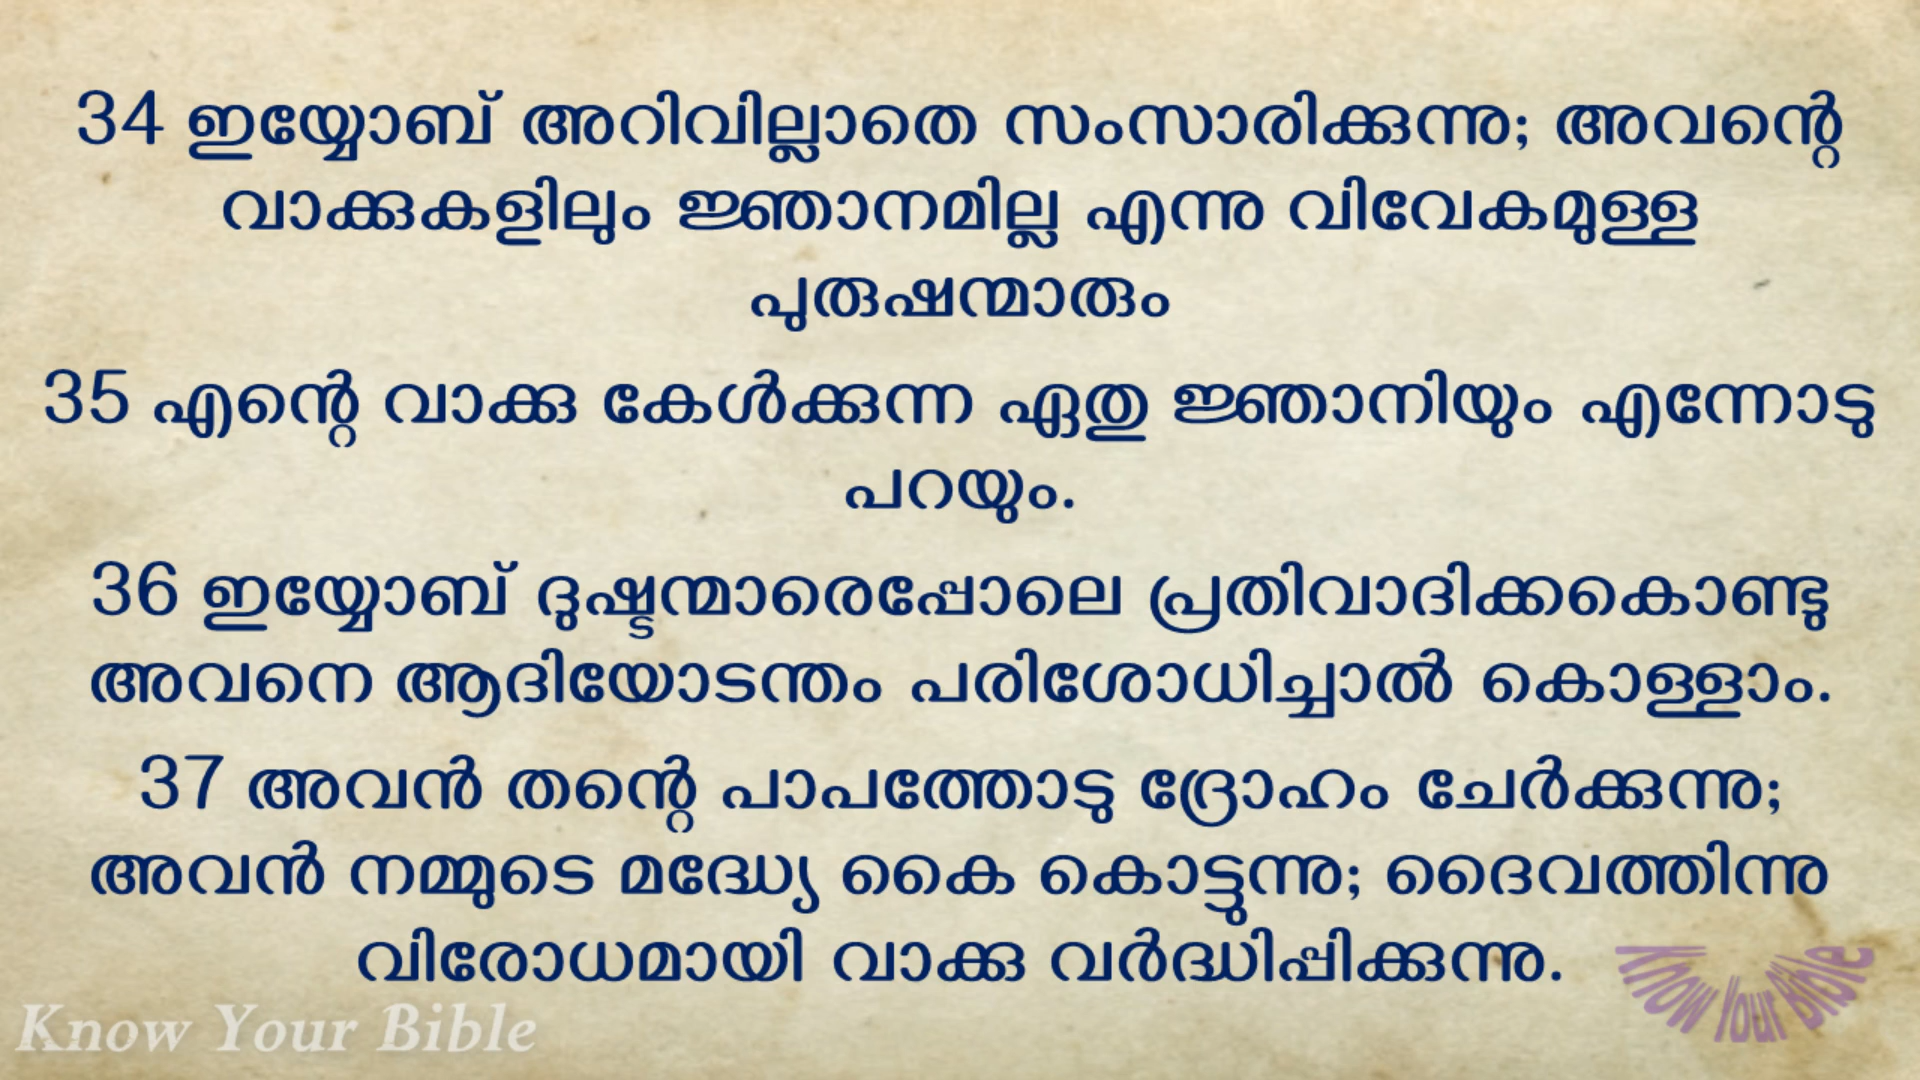 34 ഇയ്യോബ് അറിവില്ലാതെ സംസാരിക്കുന്നു; അവന്റെ
വാക്കുകളിലും ജ്ഞാനമില്ല എന്നു വിവേകമുള്ള
പുരുഷന്മാരും
35 എന്റെ വാക്കു കേൾക്കുന്ന ഏതു ജ്ഞാനിയും എന്നോടു
പറയും.
36 ഇയ്യോബ് ദുഷ്ടന്മാരെപ്പോലെ പ്രതിവാദിക്കകൊണ്ടു
അവനെ ആദിയോടന്തം പരിശോധിച്ചാൽ കൊള്ളാം.
37 അവൻ തന്റെ പാപത്തോടു ദ്രോഹം ചേർക്കുന്നു;
അവൻ നമ്മുടെ മദ്ധ്യേ കൈ കൊട്ടുന്നു; ദൈവത്തിന്നു
വിരോധമായി വാക്കു വർദ്ധിപ്പിക്കുന്നു.
Know Your Bible
Know Your Bible